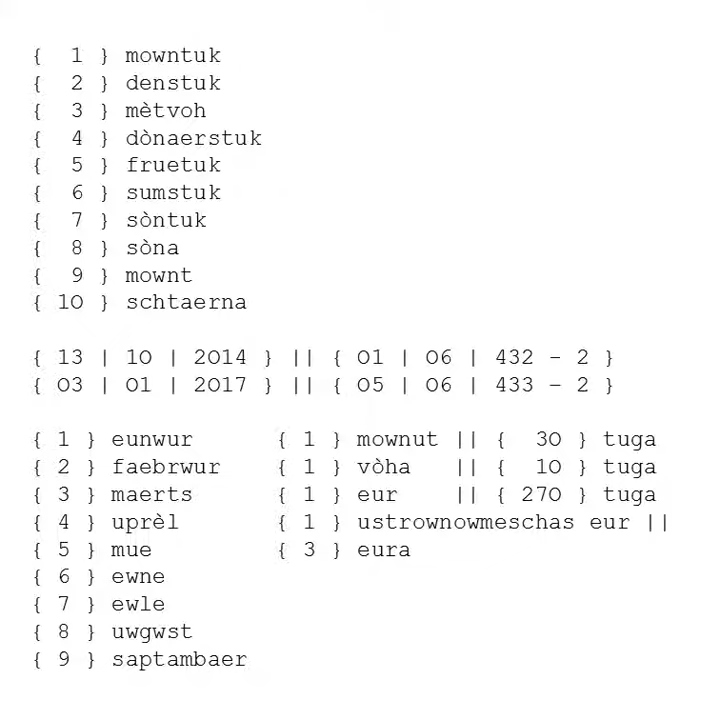 {  1 } mowntuk
{  2 } denstuk
{  3 } mètvoh
{  4 } dònaerstuk
{  5 } fruetuk
{  6 } sumstuk
{  7 } sòntuk
{  8 } sòna
{  9 } mownt
{ 10 } schtaerna
{ 13 | 10 | 2014 } || { 01 | 06 | 432 - 2 }
{ 03 | 01 | 2017 } || { 05 | 06 | 433 - 2 }
{ 1 } eunwur { 1 } mownut || {  30 } tuga
{ 2 } faebrwur { 1 } vòha || {  10 } tuga
{ 3 } maerts { 1 } eur || { 270 } tuga
{ 4 } uprèl { 1 } ustrownowmeschas eur ||
{ 5 } mue { 3 } eura
{ 6 } ewne
{ 7 } ewle
{ 8 } uwgwst
{ 9 } saptambaer